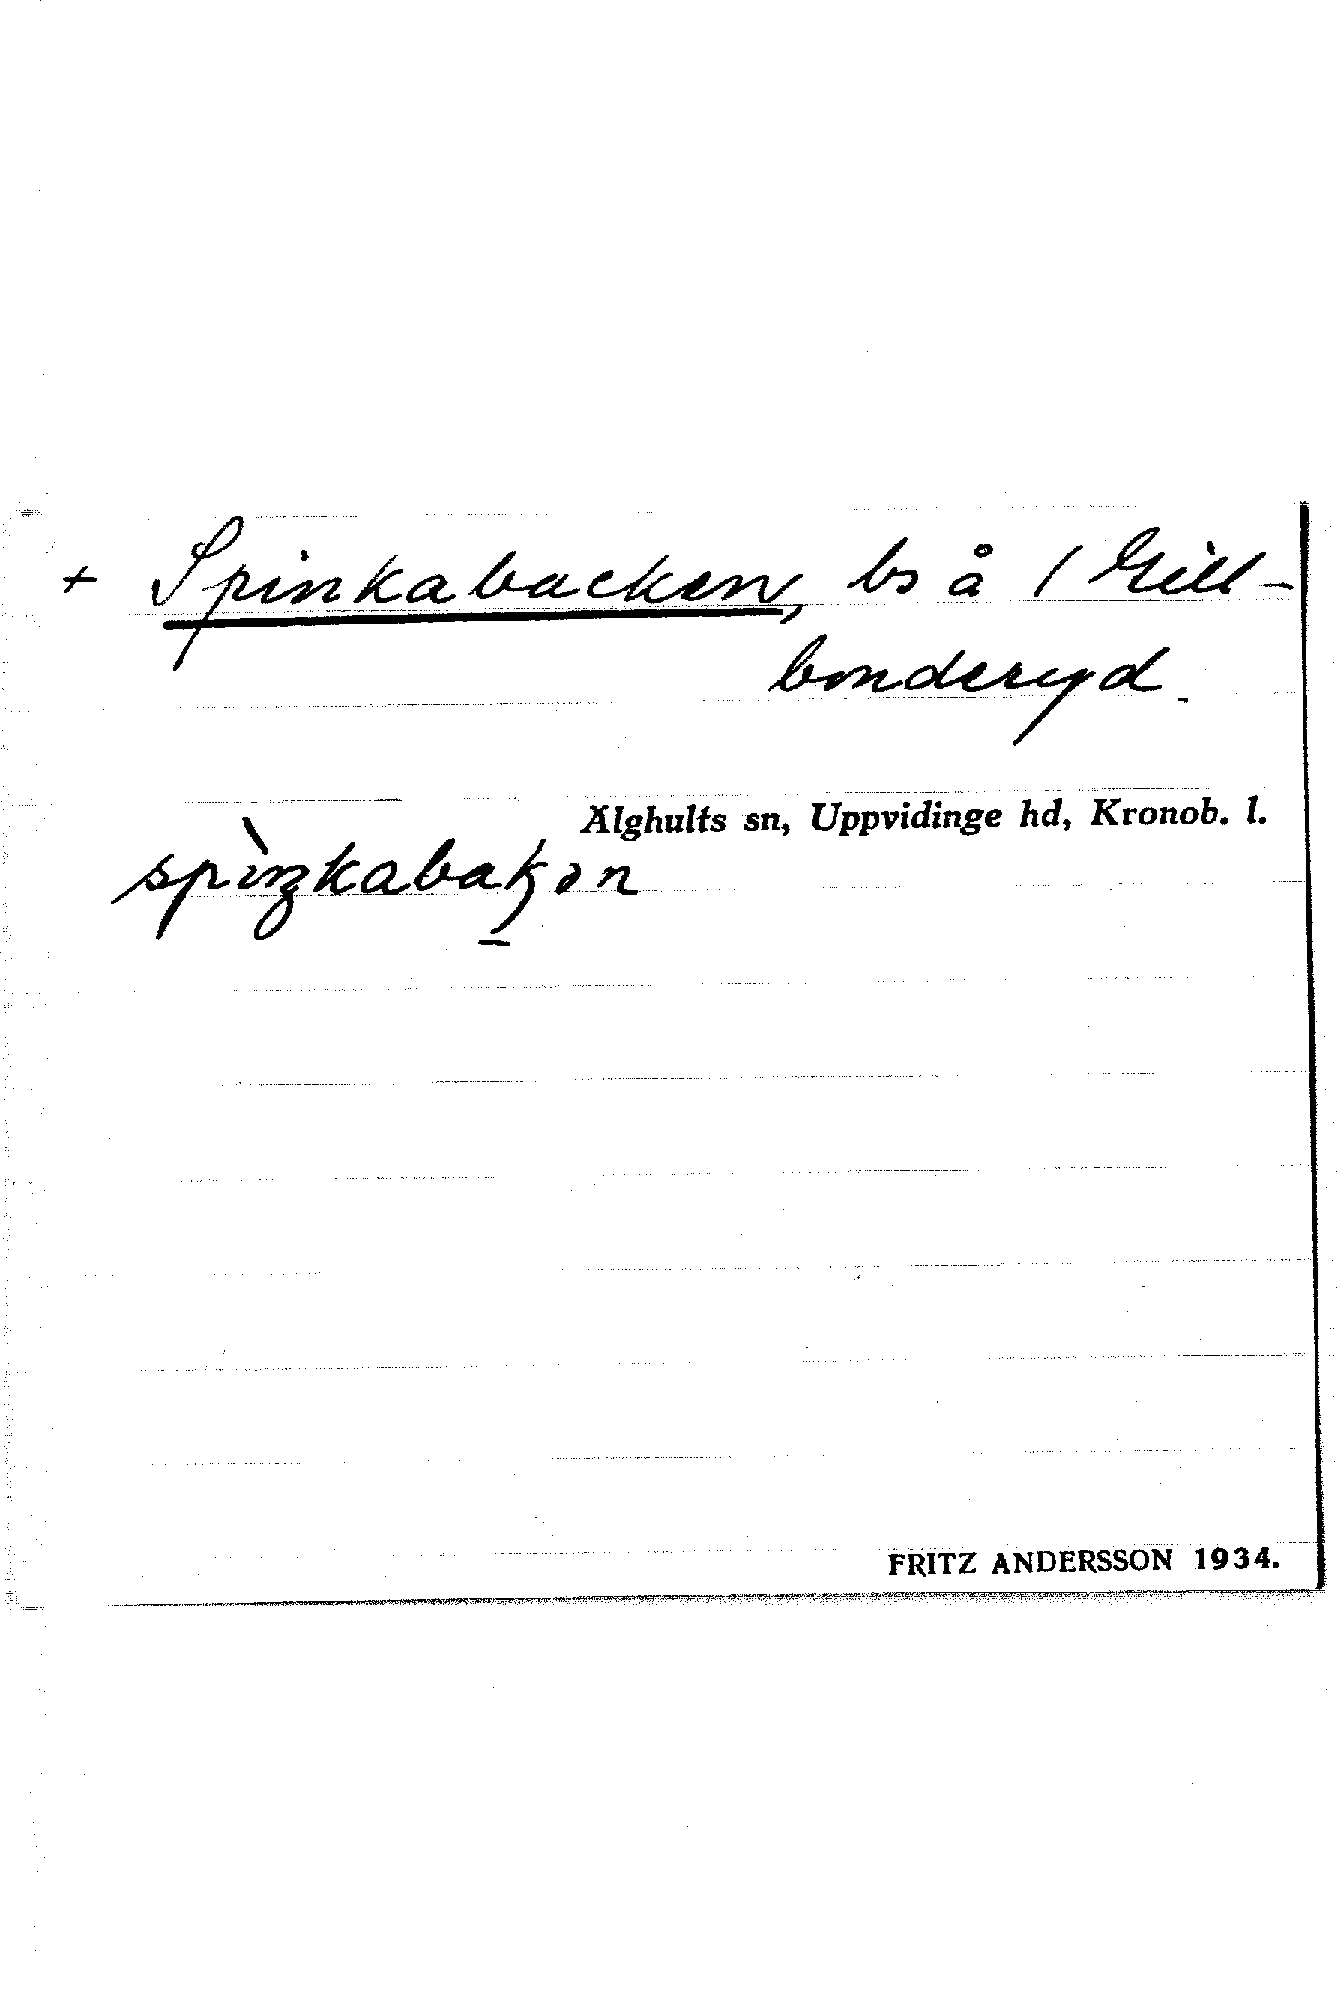 + Spinkabacken, bs å 1 Gill-
bonderyd.
Älghults sn, Uppvidinge hd, Kronob. l.
spìŋkabakən
FRITZ ANDERSSON 1934.